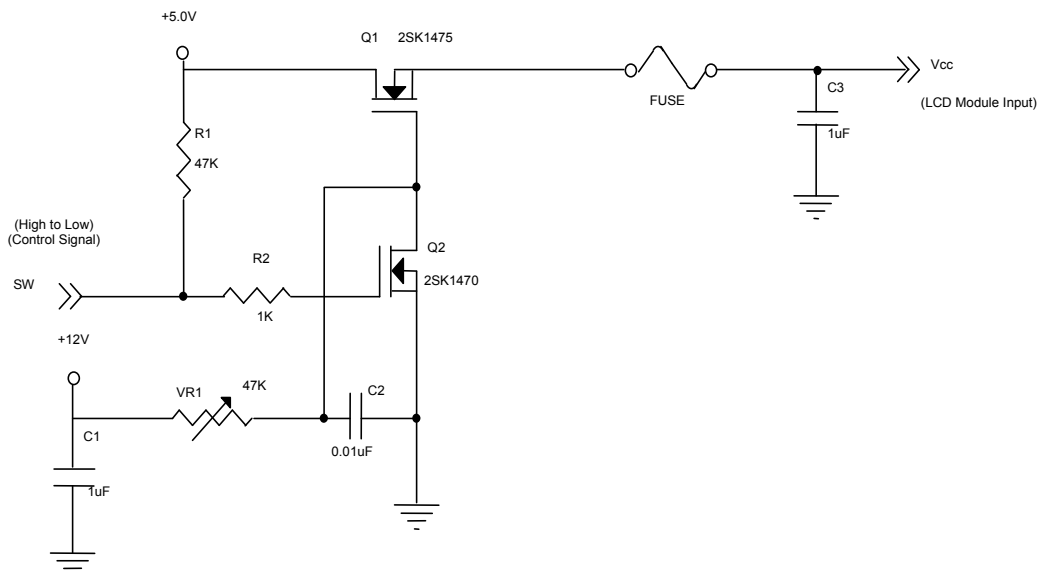 +5.0V
Q1 2SK1475
Vcc
C3
FUSE
(LCD Module Input)
R1
1uF
47K
(High to Low)
(Control Signal)
Q2
R2
SW
2SK1470
1K
+12V
VR1
47K
C2
C1
0.01uF
1uF